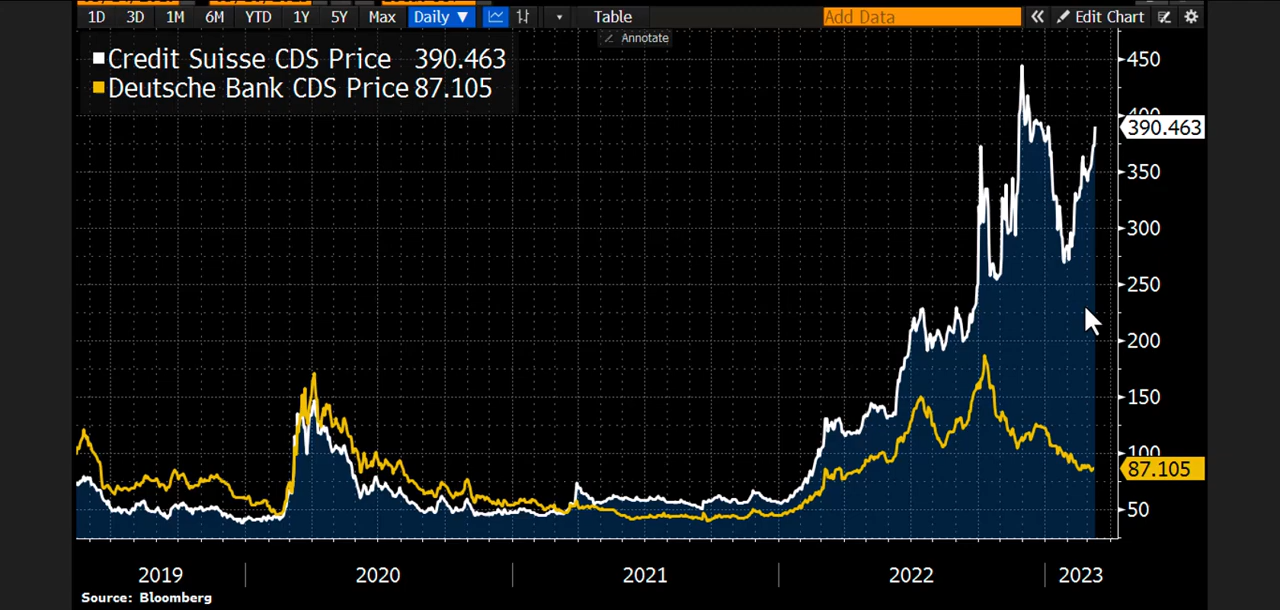 1D 3D 1M 6M YTD 1Y 5Y Max Daily ▼ Table Add Data « Edit Chart
Annotate
Credit Suisse CDS Price 390.463
Deutsche Bank CDS Price 87.105
450
400
390.463
350
300
250
200
150
100
87.105
50
2019 2020 2021 2022 2023
Source: Bloomberg